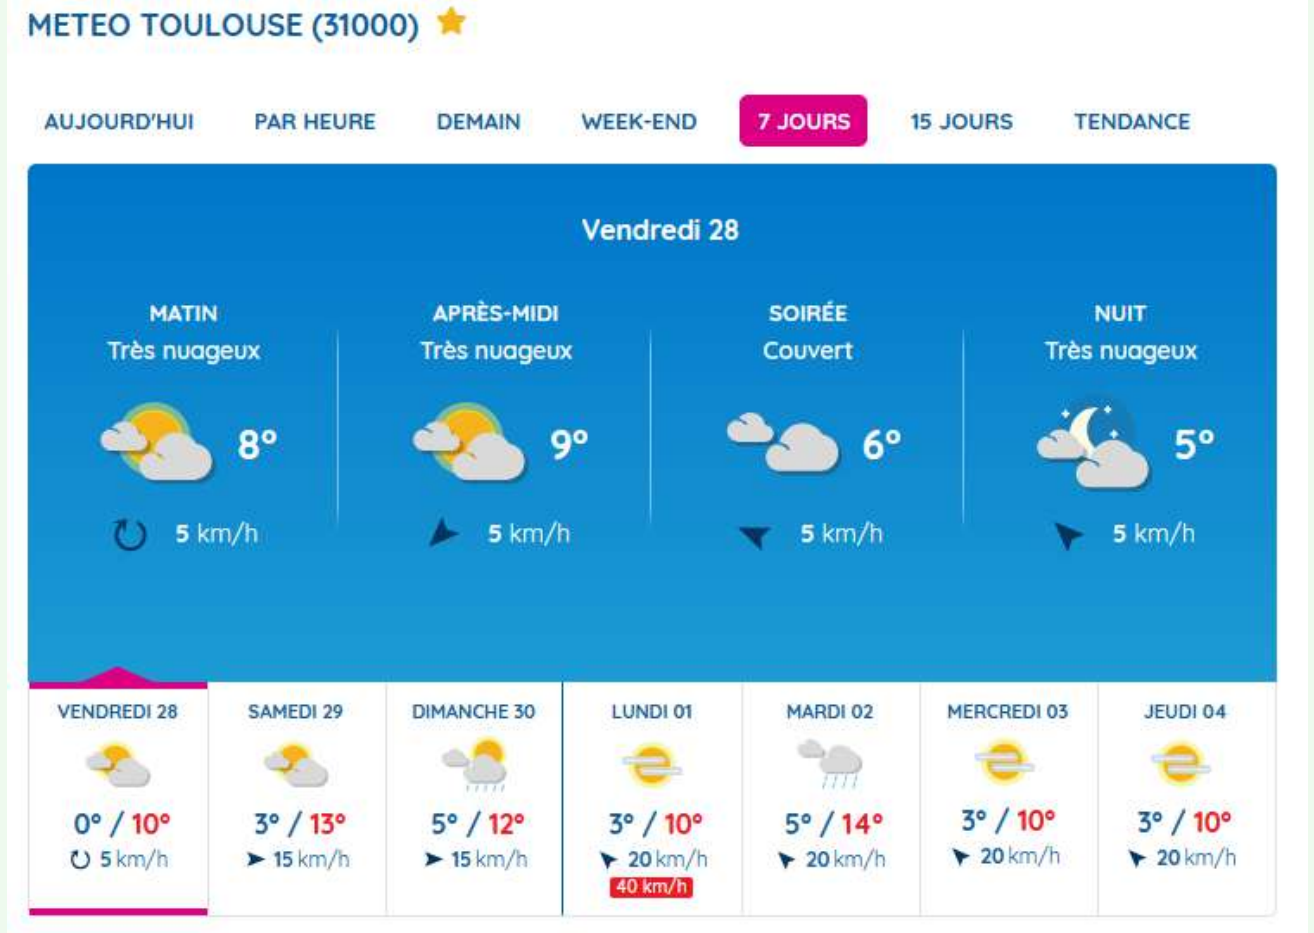 METEO TOULOUSE (31000)
AUJOURD'HUI PAR HEURE DEMAIN WEEK-END 7 JOURS 15 JOURS TENDANCE
Vendredi 28
MATIN APRÈS-MIDI SOIRÉE NUIT
Très nuageux Très nuageux Couvert Très nuageux
8° 9° 6° 5°
5 km/h 5 km/h 5 km/h 5 km/h
VENDREDI 28 SAMEDI 29 DIMANCHE 30 LUNDI 01 MARDI 02 MERCREDI 03 JEUDI 04
0° / 10° 3° / 13° 5° / 12° 3° / 10° 5° / 14° 3° / 10° 3° / 10°
5 km/h 15 km/h 15 km/h 20 km/h 20 km/h 20 km/h 20 km/h
40 km/h